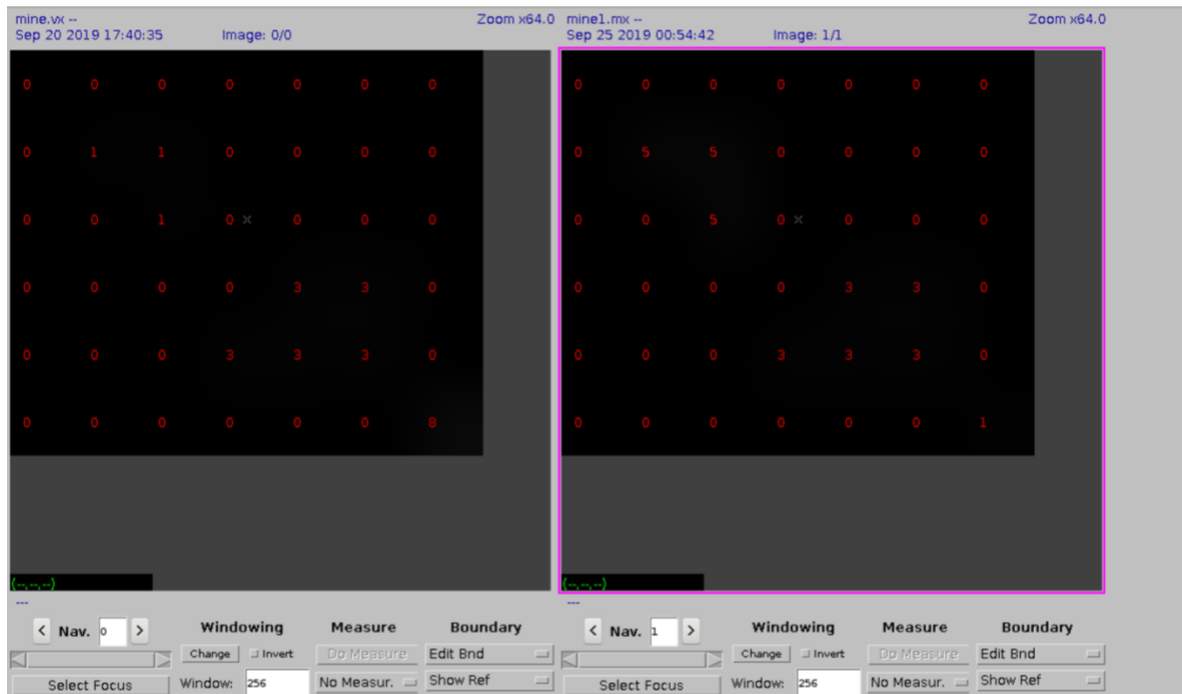 mine.vx -- Zoom x64.0
Sep 20 2019 17:40:35 Image: 0/0
0 0 0 0 0 0 0
0 1 1 0 0 0 0
0 0 1 0 0 0 0
0 0 0 0 3 3 0
0 0 0 3 3 3 0
0 0 0 0 0 0 8
(--,--,--)
---
< Nav. 0 > Windowing Measure Boundary
Change Invert Do Measure Edit Bnd
Select Focus Window: 256 No Measur. Show Ref
mine1.mx -- Zoom x64.0
Sep 25 2019 00:54:42 Image: 1/1
0 0 0 0 0 0 0
0 5 5 0 0 0 0
0 0 5 0 0 0 0
0 0 0 0 3 3 0
0 0 0 3 3 3 0
0 0 0 0 0 0 1
(--,--,--)
---
< Nav. 1 > Windowing Measure Boundary
Change Invert Do Measure Edit Bnd
Select Focus Window: 256 No Measur. Show Ref